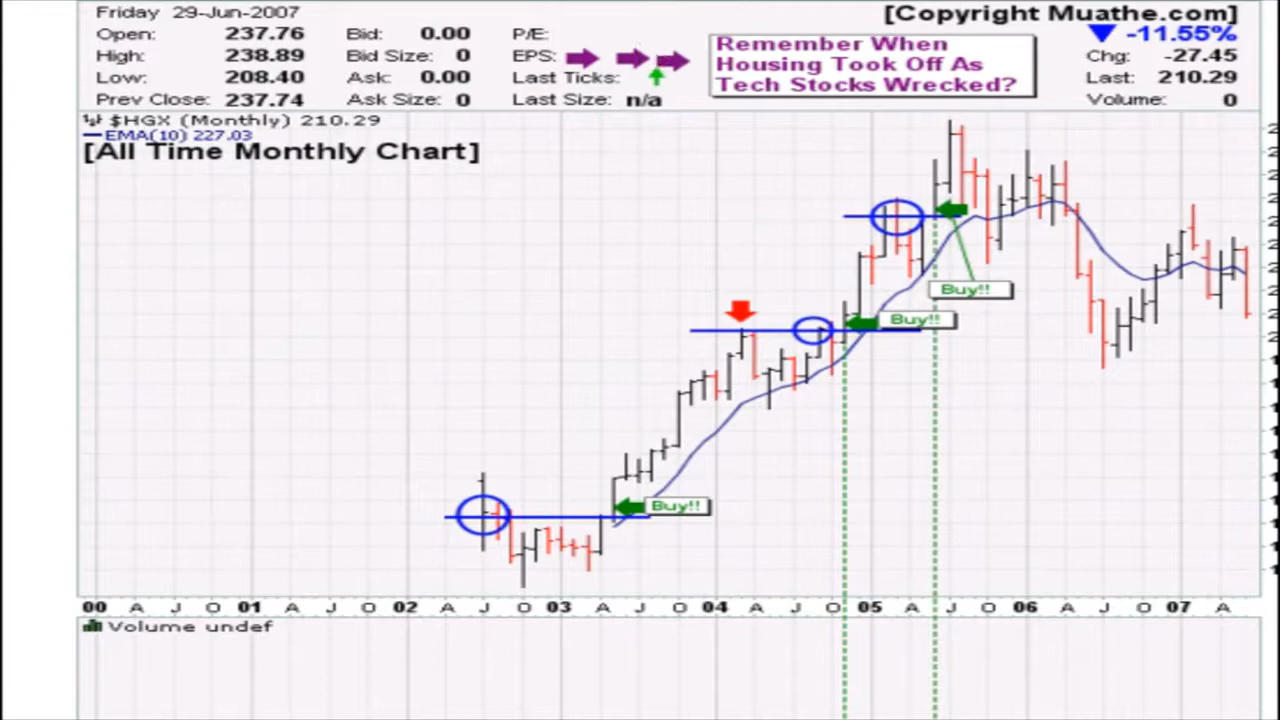 Friday 29-Jun-2007
[Copyright Muathe.com]
Open: 237.76 Bid: 0.00 P/E: -11.55%
High: 238.89 Bid Size: 0 EPS: Chg: -27.45
Low: 208.40 Ask: 0.00 Last Ticks: Last: 210.29
Prev Close: 237.74 Ask Size: 0 Last Size: n/a Volume: 0
Remember When
Housing Took Off As
Tech Stocks Wrecked?
$HGX (Monthly) 210.29
EMA(10) 227.03
[All Time Monthly Chart]
Buy!!
Buy!!
Buy!!
00 A J O 01 A J O 02 A J O 03 A J O 04 A J O 05 A J O 06 A J O 07 A
Volume undef